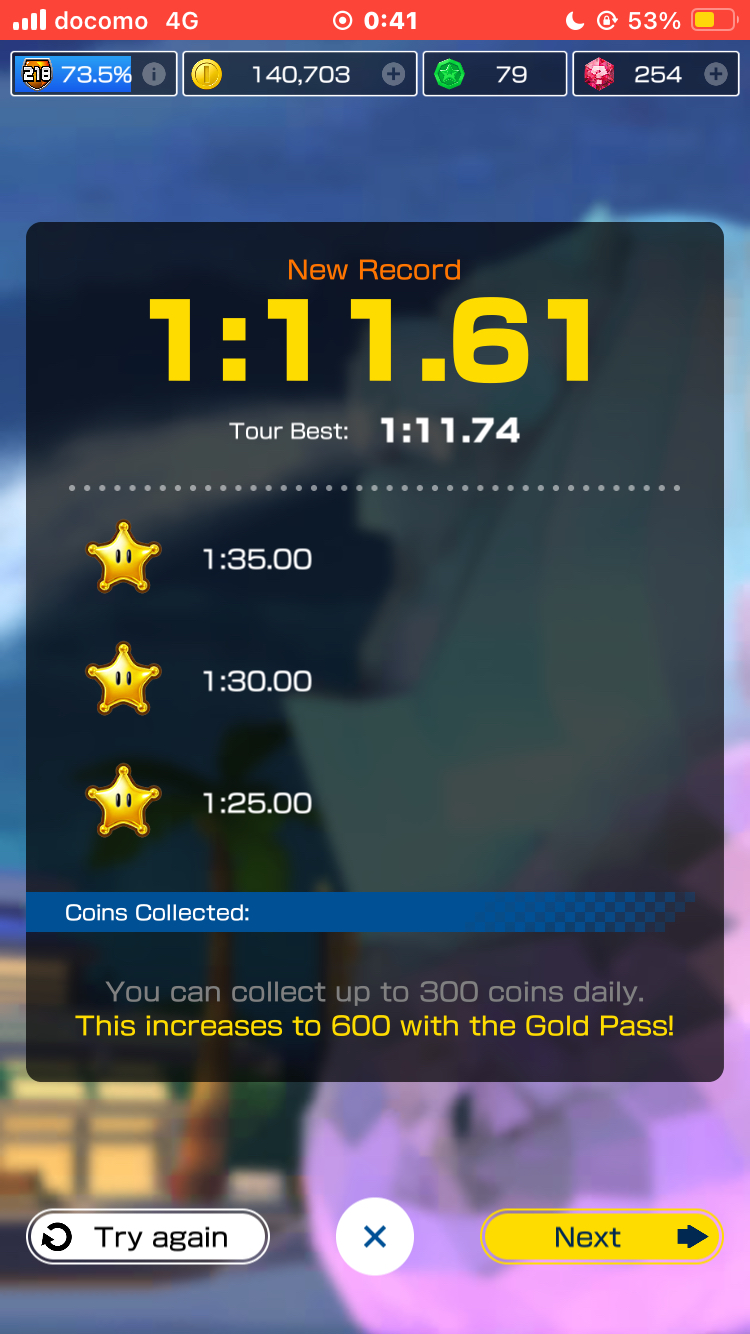 docomo 4G 0:41 53%
218 73.5% 140,703 79 254
New Record
1:11.61
Tour Best: 1:11.74
1:35.00
1:30.00
1:25.00
Coins Collected:
You can collect up to 300 coins daily.
This increases to 600 with the Gold Pass!
Try again Next